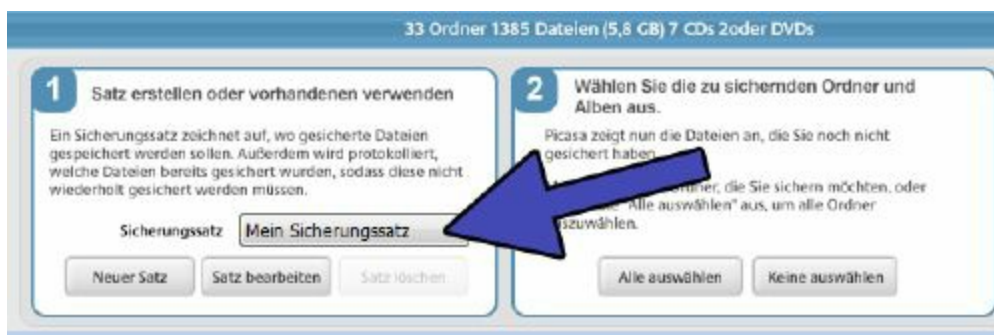 33 Ordner 1385 Dateien (5,8 GB) 7 CDs 2oder DVDs
1
Satz erstellen oder vorhandenen verwenden
Ein Sicherungssatz zeichnet auf, wo gesicherte Dateien
gespeichert werden sollen. Außerdem wird protokolliert,
welche Dateien bereits gesichert wurden, sodass diese nicht
wiederholt gesichert werden müssen.
Sicherungssatz Mein Sicherungssatz
Neuer Satz Satz bearbeiten Satz löschen
2
Wählen Sie die zu sichernden Ordner und
Alben aus.
Picasa zeigt nun die Dateien an, die Sie noch nicht
gesichert haben.
die Sie sichern möchten, oder
"Alle auswählen" aus, um alle Ordner
Alle auswählen Keine auswählen